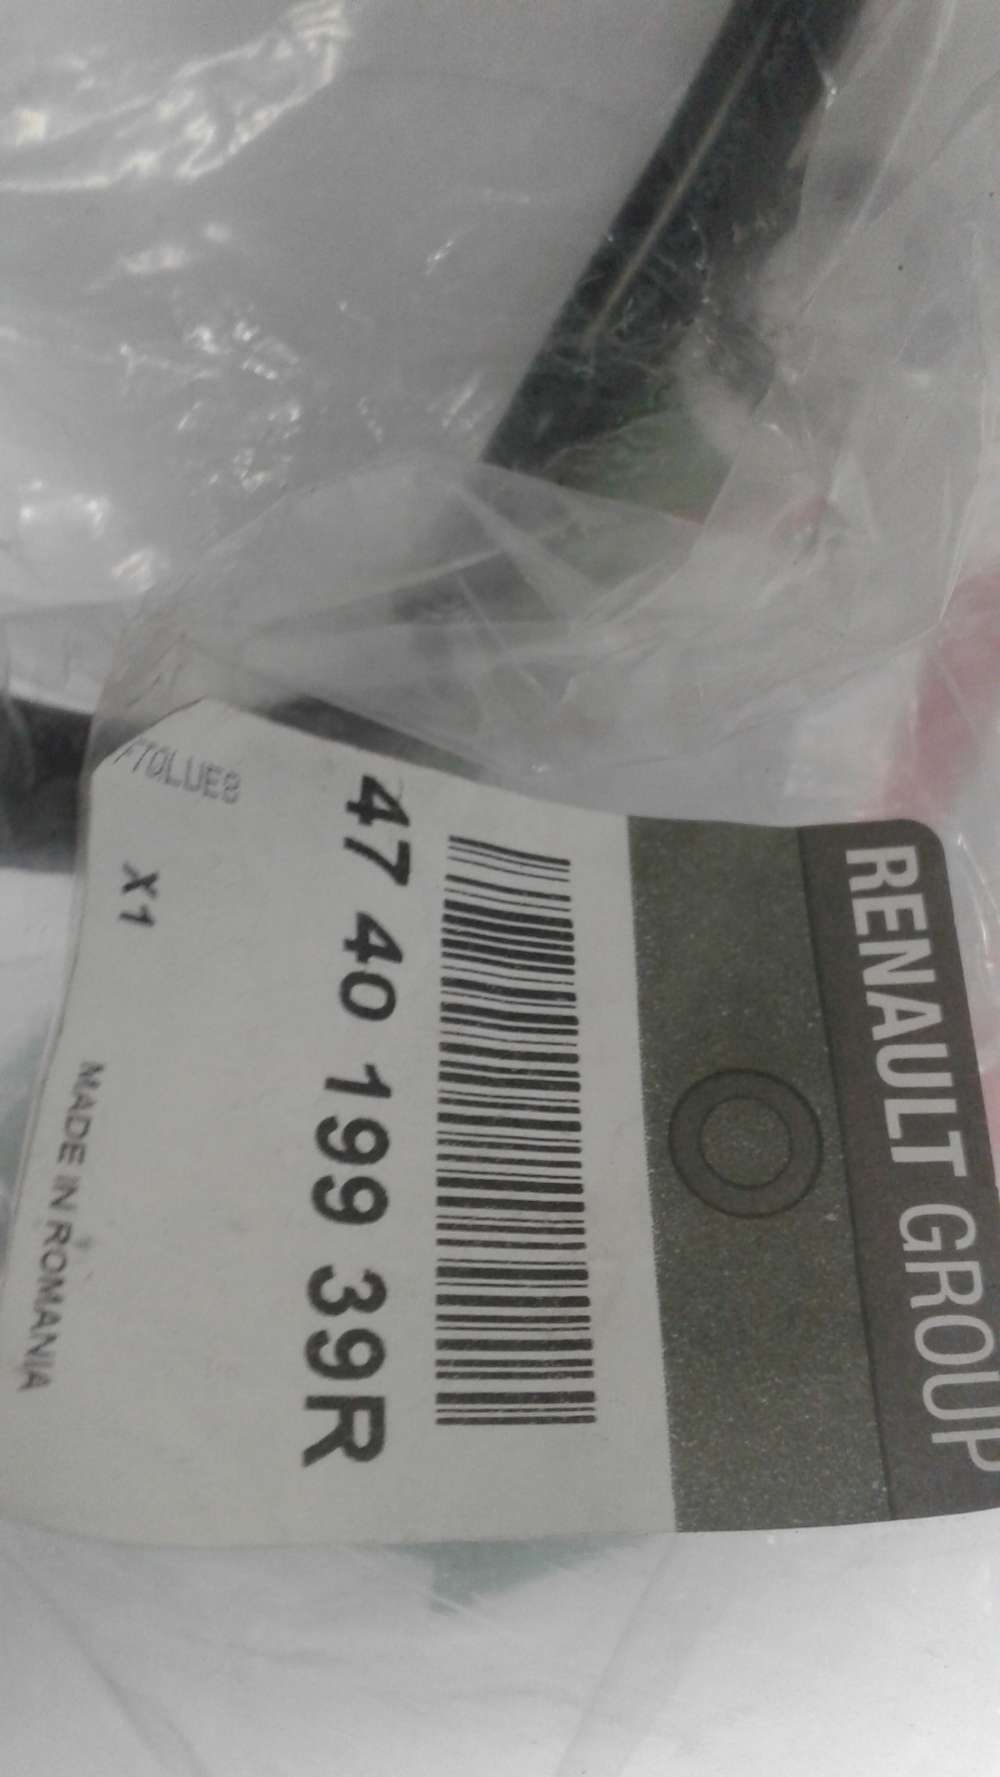 RENAULT GROUP
47 40 199 39R
X1
MADE IN ROMANIA